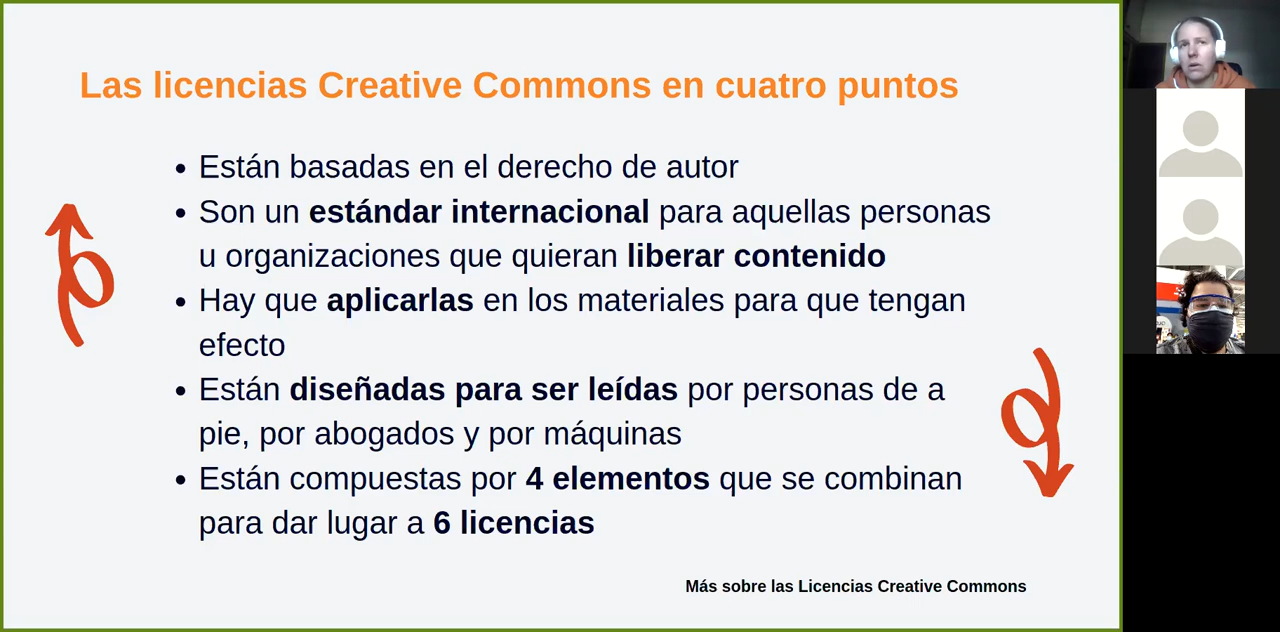 Las licencias Creative Commons en cuatro puntos
• Están basadas en el derecho de autor
• Son un estándar internacional para aquellas personas
u organizaciones que quieran liberar contenido
• Hay que aplicarlas en los materiales para que tengan
efecto
• Están diseñadas para ser leídas por personas de a
pie, por abogados y por máquinas
• Están compuestas por 4 elementos que se combinan
para dar lugar a 6 licencias
Más sobre las Licencias Creative Commons